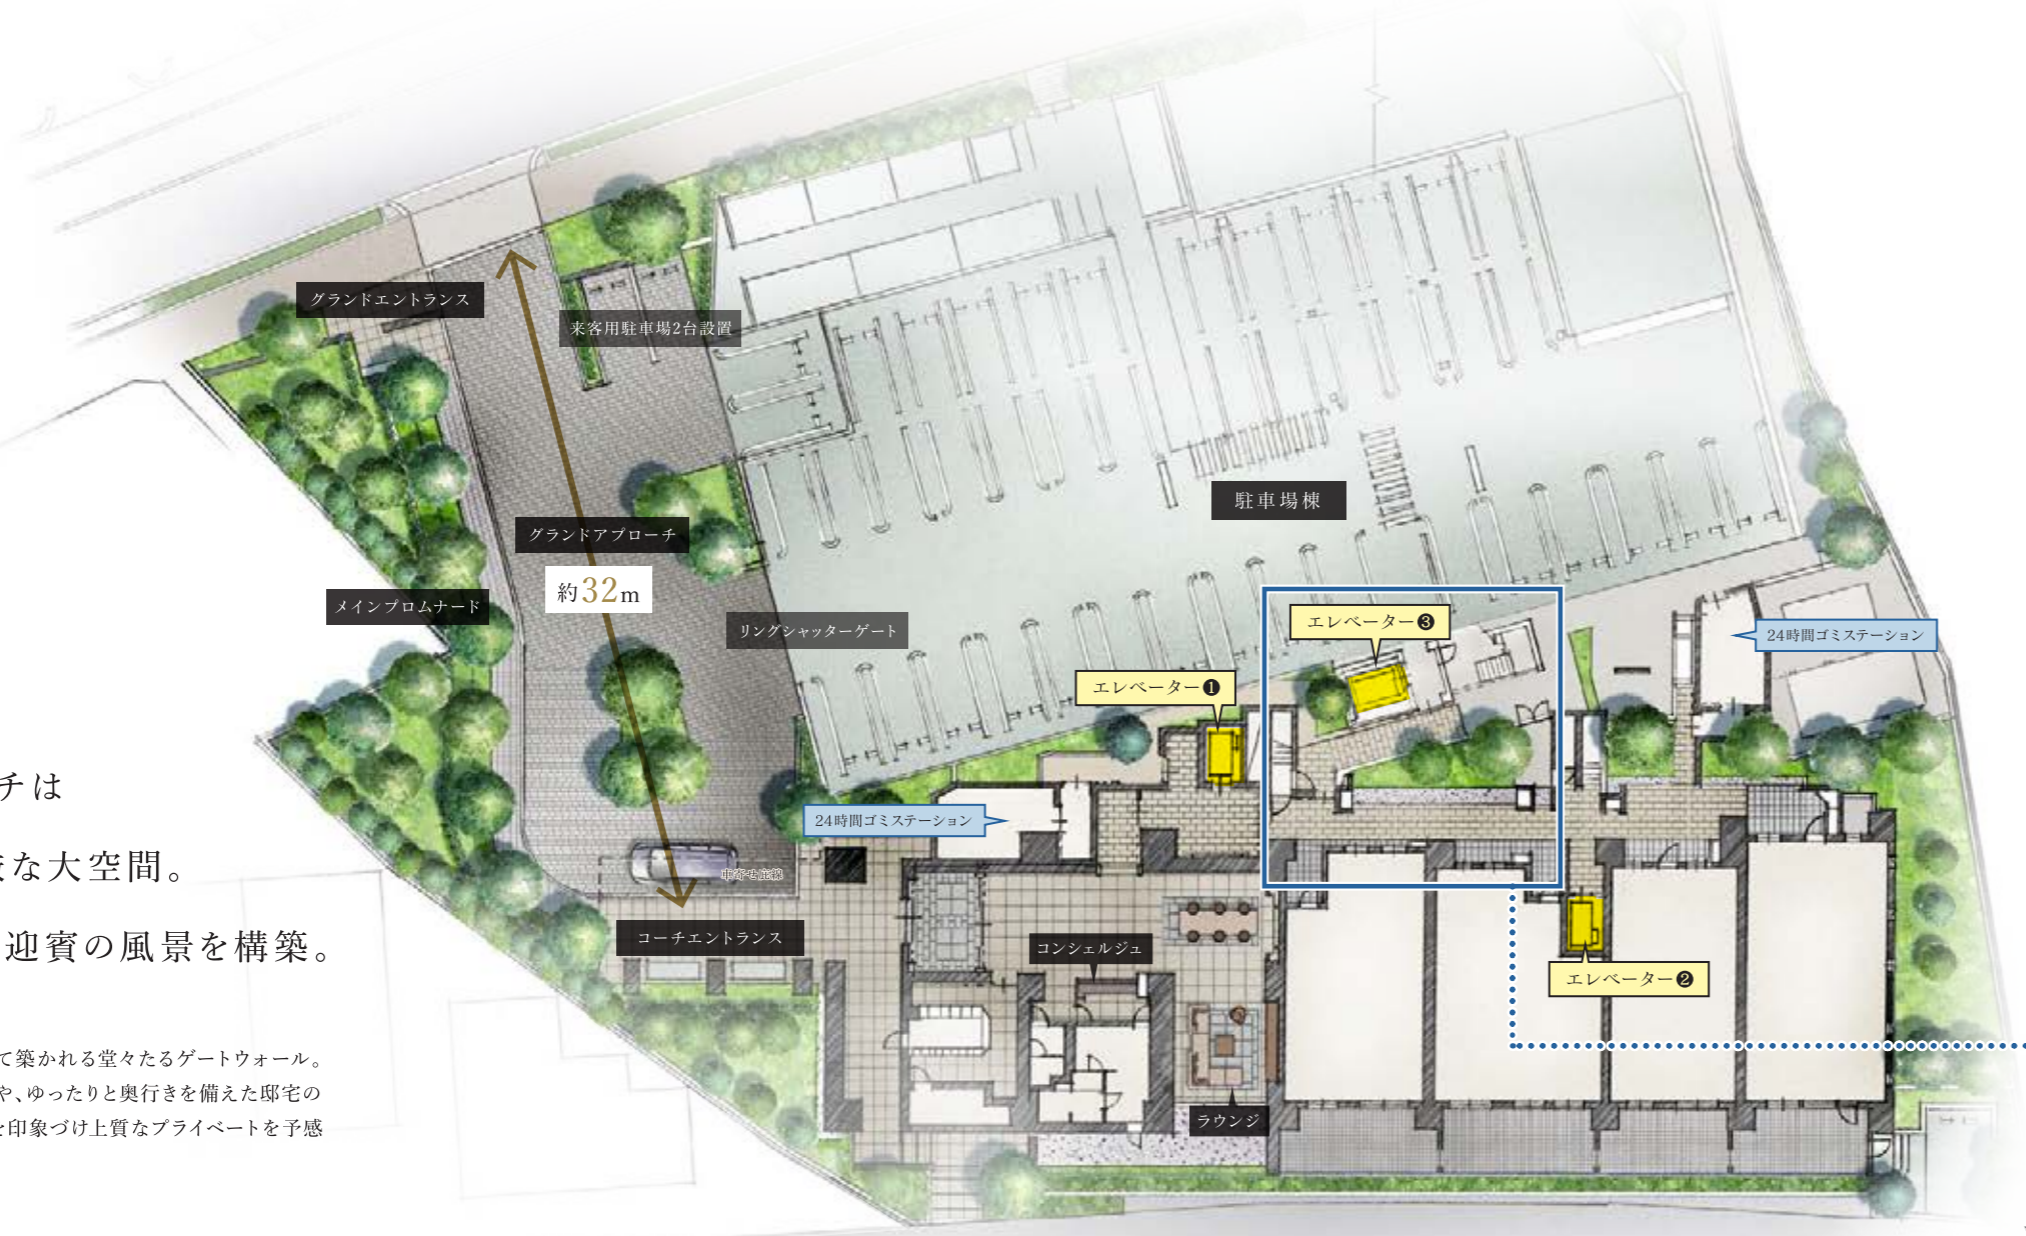 グランドエントランス
来客用駐車場2台設置
駐車場棟
グランドアプローチ
約32m
メインプロムナード
リングシャッターゲート
エレベーター❸
24時間ゴミステーション
エレベーター❶
チは
な大空間。
迎賓の風景を構築。
24時間ゴミステーション
車寄せ庇線
コーチエントランス
コンシェルジュ
エレベーター❷
ラウンジ
て築かれる堂々たるゲートウォール。
や、ゆったりと奥行きを備えた邸宅の
を印象づけ上質なプライベートを予感